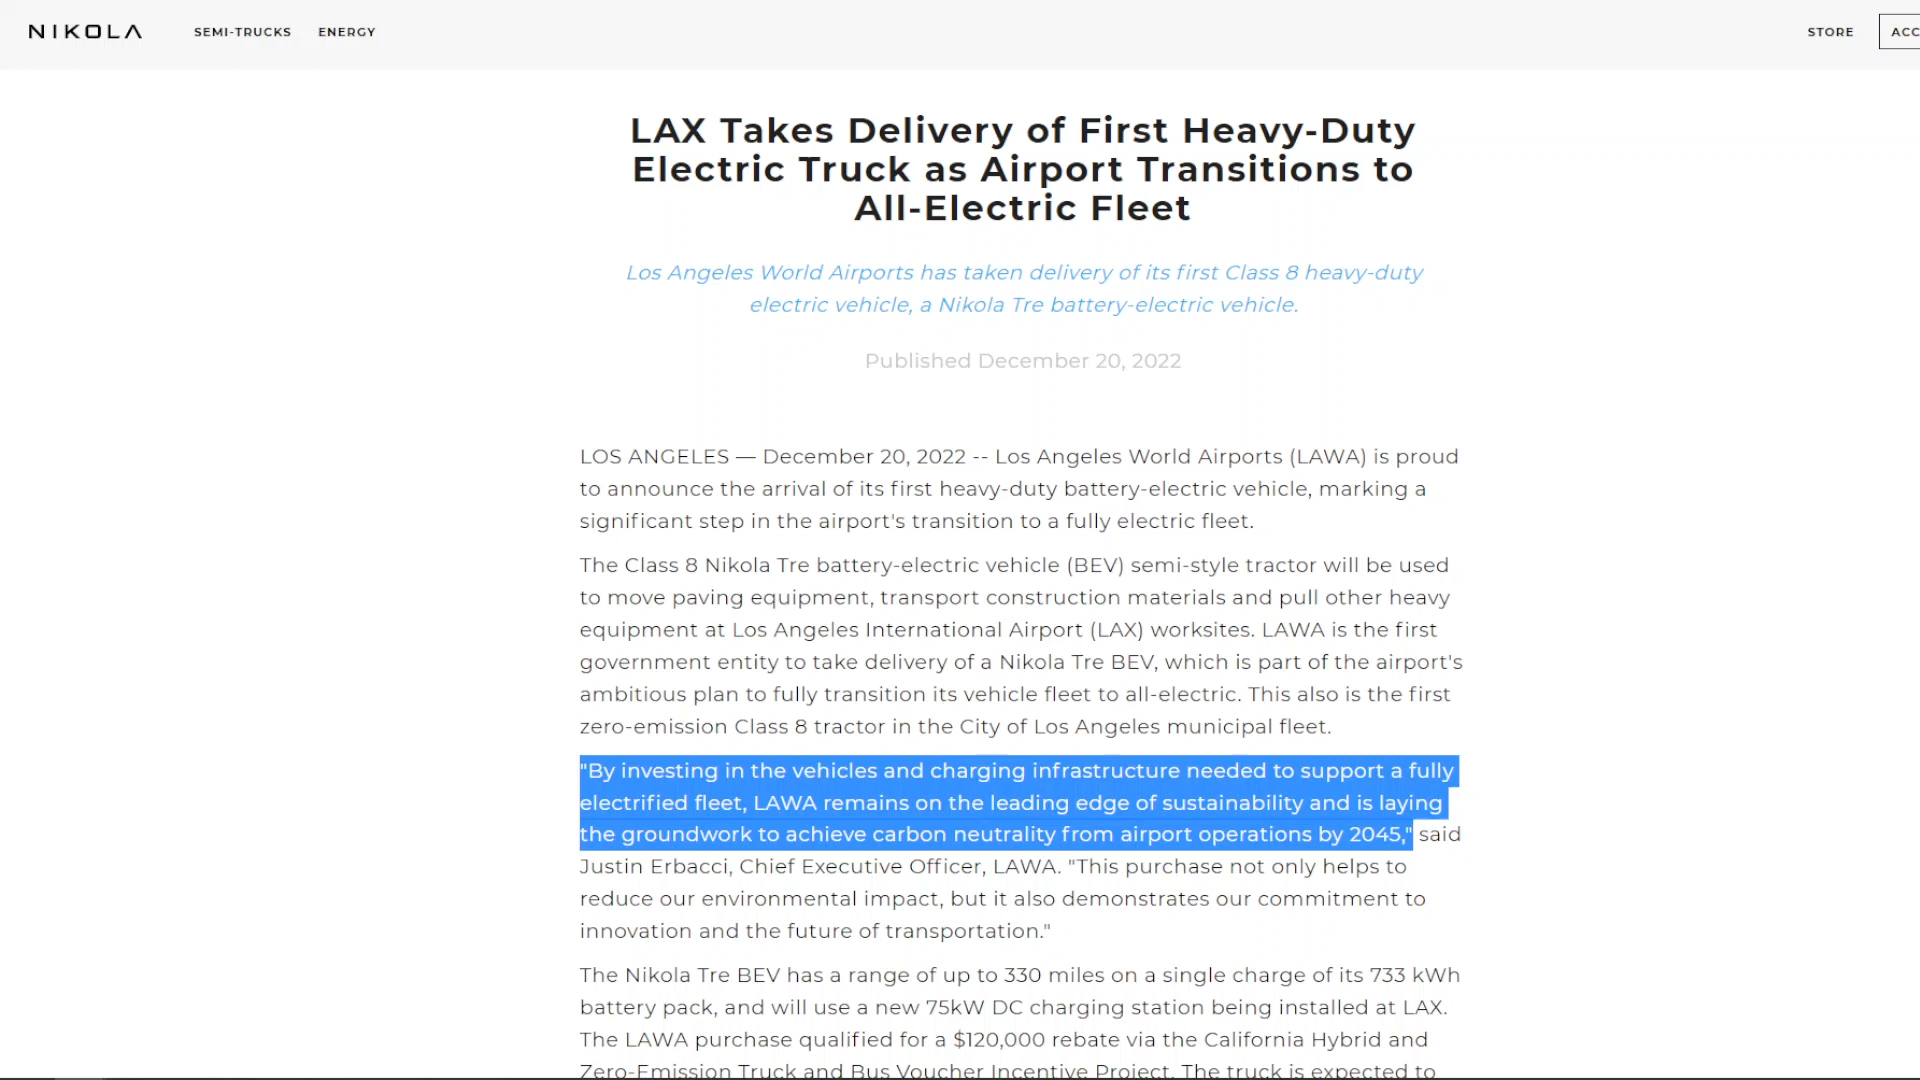 NIKOLA
SEMI-TRUCKS
ENERGY
STORE
ACC
LAX Takes Delivery of First Heavy-Duty
Electric Truck as Airport Transitions to
All-Electric Fleet
Los Angeles World Airports has taken delivery of its first Class 8 heavy-duty
electric vehicle, a Nikola Tre battery-electric vehicle.
Published December 20, 2022
LOS ANGELES — December 20, 2022 -- Los Angeles World Airports (LAWA) is proud
to announce the arrival of its first heavy-duty battery-electric vehicle, marking a
significant step in the airport's transition to a fully electric fleet.
The Class 8 Nikola Tre battery-electric vehicle (BEV) semi-style tractor will be used
to move paving equipment, transport construction materials and pull other heavy
equipment at Los Angeles International Airport (LAX) worksites. LAWA is the first
government entity to take delivery of a Nikola Tre BEV, which is part of the airport's
ambitious plan to fully transition its vehicle fleet to all-electric. This also is the first
zero-emission Class 8 tractor in the City of Los Angeles municipal fleet.
"By investing in the vehicles and charging infrastructure needed to support a fully
electrified fleet, LAWA remains on the leading edge of sustainability and is laying
the groundwork to achieve carbon neutrality from airport operations by 2045," said
Justin Erbacci, Chief Executive Officer, LAWA. "This purchase not only helps to
reduce our environmental impact, but it also demonstrates our commitment to
innovation and the future of transportation."
The Nikola Tre BEV has a range of up to 330 miles on a single charge of its 733 kWh
battery pack, and will use a new 75kW DC charging station being installed at LAX.
The LAWA purchase qualified for a $120,000 rebate via the California Hybrid and
Zero-Emission Truck and Bus Voucher Incentive Project. The truck is expected to